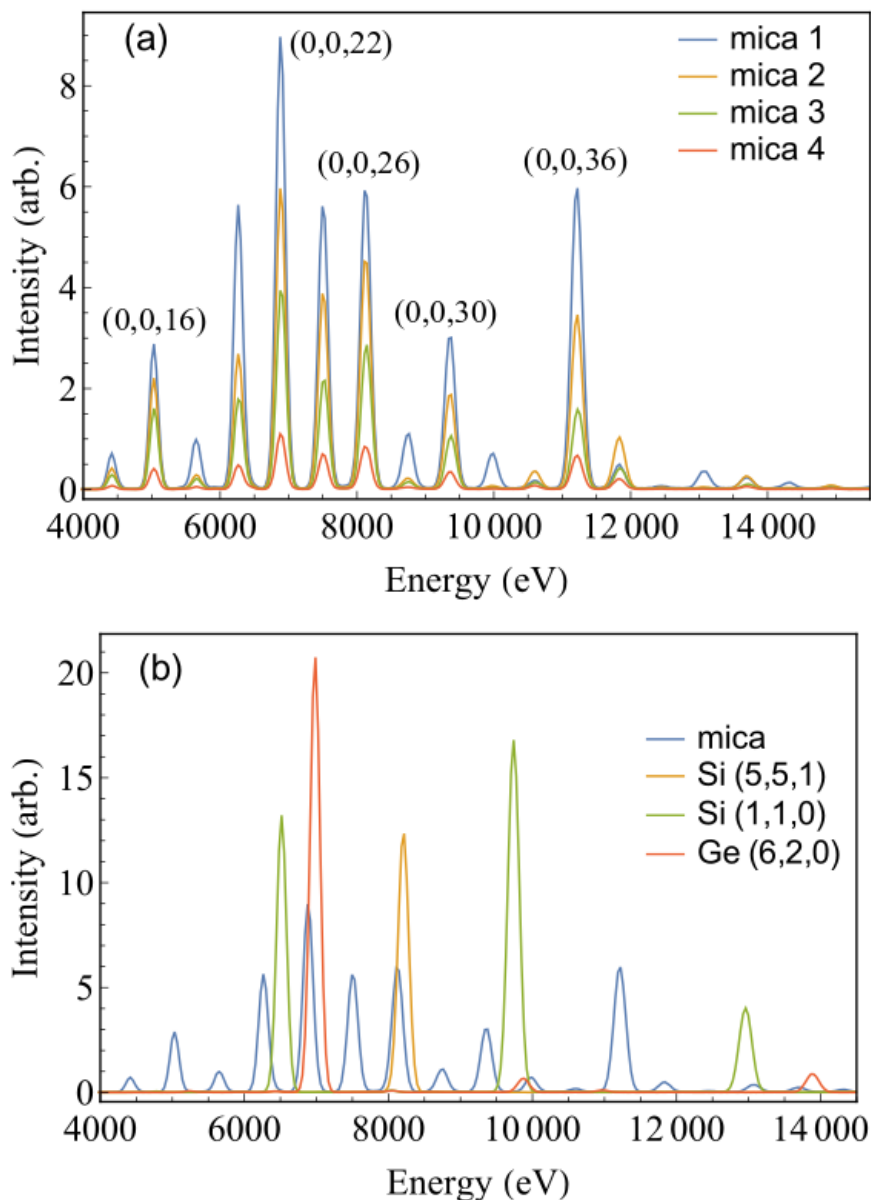 (a)
(0,0,22)
mica 1
mica 2
mica 3
mica 4
(0,0,26)
(0,0,36)
(0,0,16)
(0,0,30)
8
6
4
2
0
Intensity (arb.)
4000 6000 8000 10 000 12 000 14 000
Energy (eV)
(b)
mica
Si (5,5,1)
Si (1,1,0)
Ge (6,2,0)
20
15
10
5
0
Intensity (arb.)
4000 6000 8000 10 000 12 000 14 000
Energy (eV)